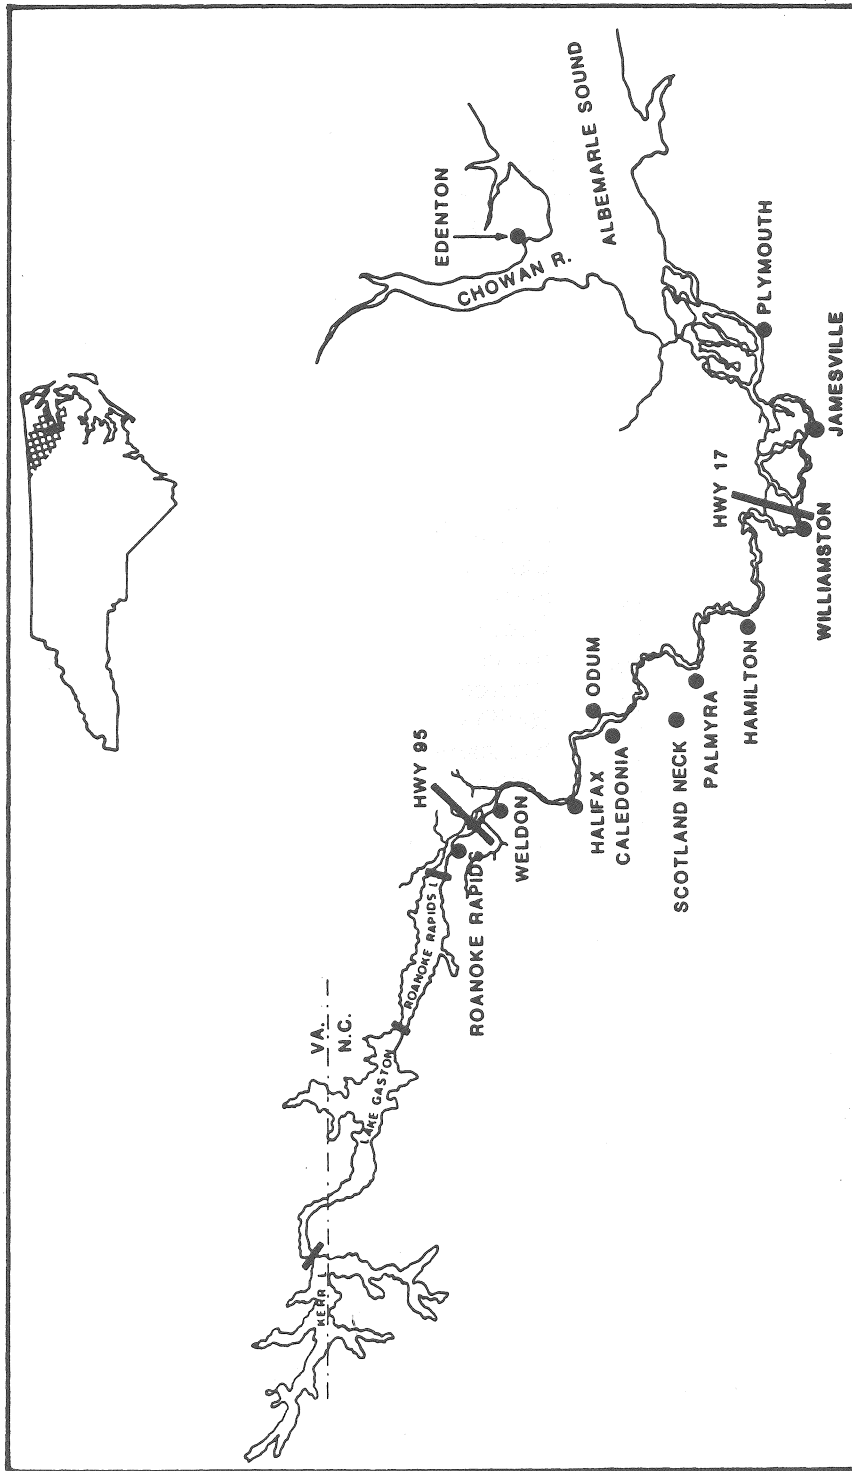 VA.
N.C.
KERR L
LAKE GASTON
ROANOKE RAPIDS L
ROANOKE RAPIDS
HWY 95
WELDON
HALIFAX
CALEDONIA
ODUM
SCOTLAND NECK
PALMYRA
HAMILTON
WILLIAMSTON
HWY 17
JAMESVILLE
PLYMOUTH
EDENTON
CHOWAN R.
ALBEMARLE SOUND